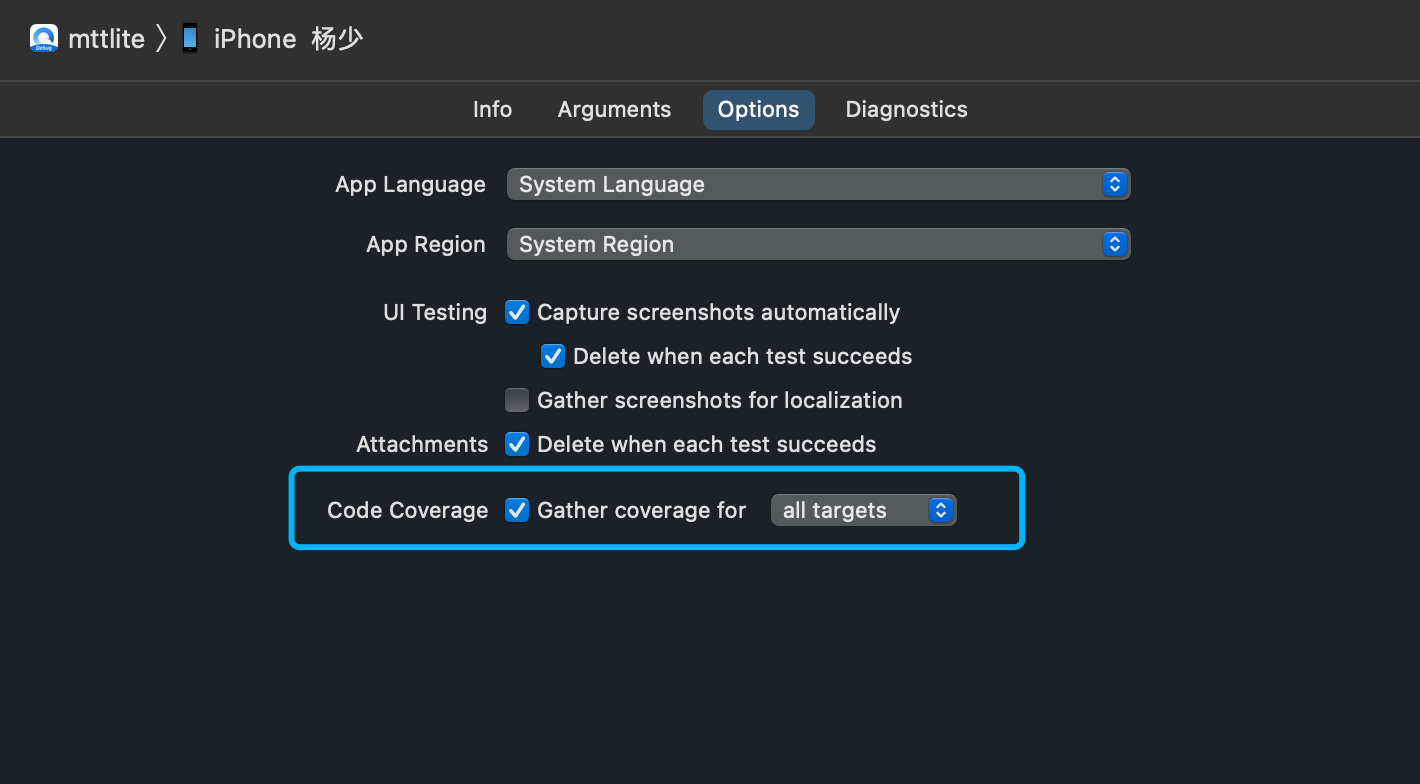 mttlite 〉 iPhone 杨少
Info Arguments Options Diagnostics
App Language System Language
App Region System Region
UI Testing Capture screenshots automatically
Delete when each test succeeds
Gather screenshots for localization
Attachments Delete when each test succeeds
Code Coverage Gather coverage for all targets